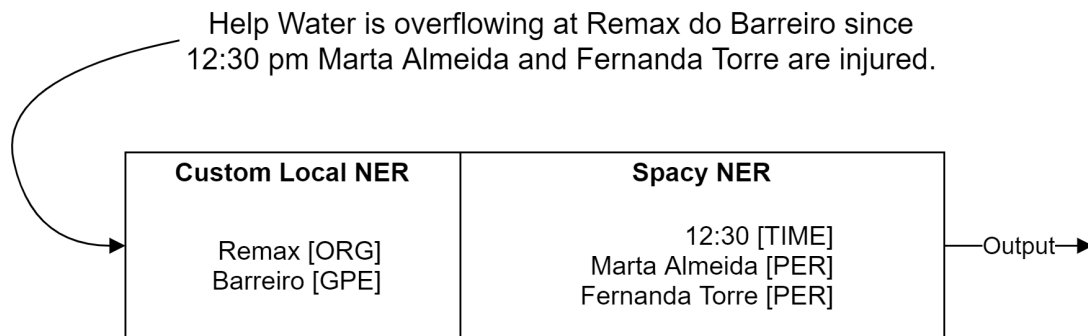 Help Water is overflowing at Remax do Barreiro since
12:30 pm Marta Almeida and Fernanda Torre are injured.
Custom Local NER
Remax [ORG]
Barreiro [GPE]
Spacy NER
12:30 [TIME]
Marta Almeida [PER]
Fernanda Torre [PER]
Output